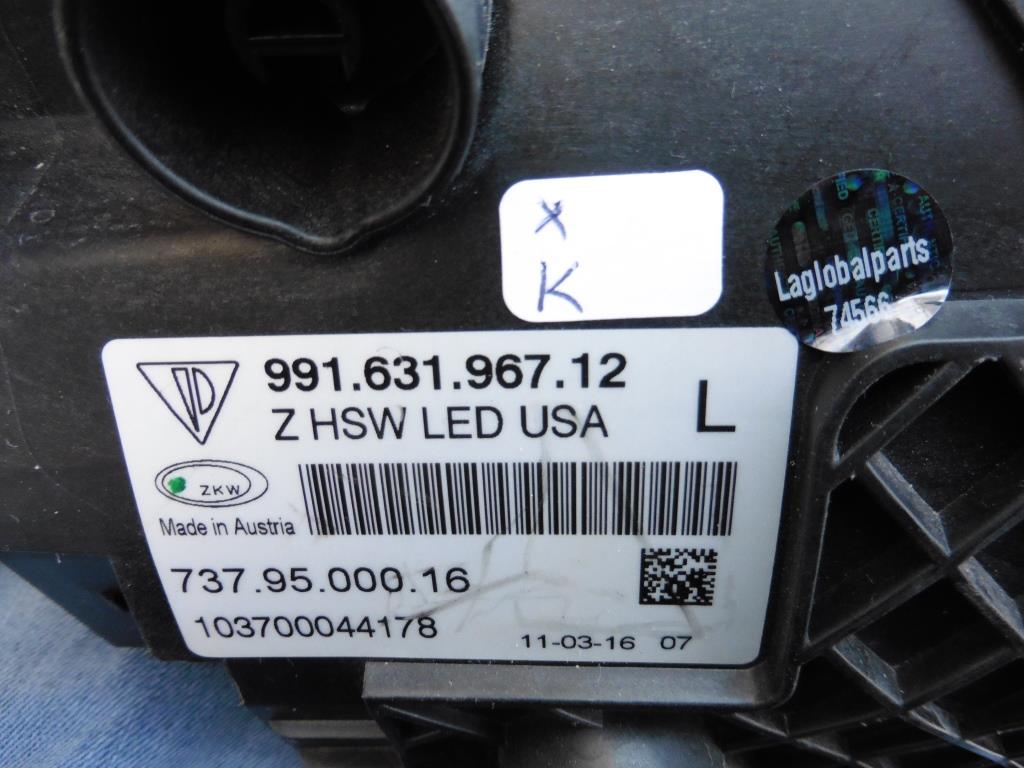 x
K
Laglobalparts
74566
991.631.967.12
Z HSW LED USA
L
ZKW
Made in Austria
737.95.000.16
103700044178
11-03-16 07